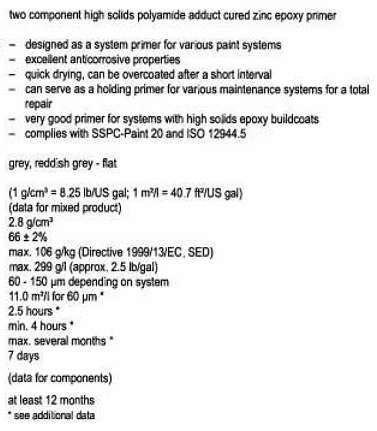 two component high solids polyamide adduct cured zinc epoxy primer
– designed as a system primer for various paint systems
– excellent anticorrosive properties
– quick drying, can be overcoated after a short interval
– can serve as a holding primer for various maintenance systems for a total
repair
– very good primer for systems with high solids epoxy buildcoats
– complies with SSPC-Paint 20 and ISO 12944.5
grey, reddish grey - flat
(1 g/cm³ = 8.25 lb/US gal; 1 m²/l = 40.7 ft²/US gal)
(data for mixed product)
2.8 g/cm³
66 ± 2%
max. 106 g/kg (Directive 1999/13/EC, SED)
max. 299 g/l (approx. 2.5 lb/gal)
60 - 150 µm depending on system
11.0 m²/l for 60 µm *
2.5 hours *
min. 4 hours *
max. several months *
7 days
(data for components)
at least 12 months
* see additional data